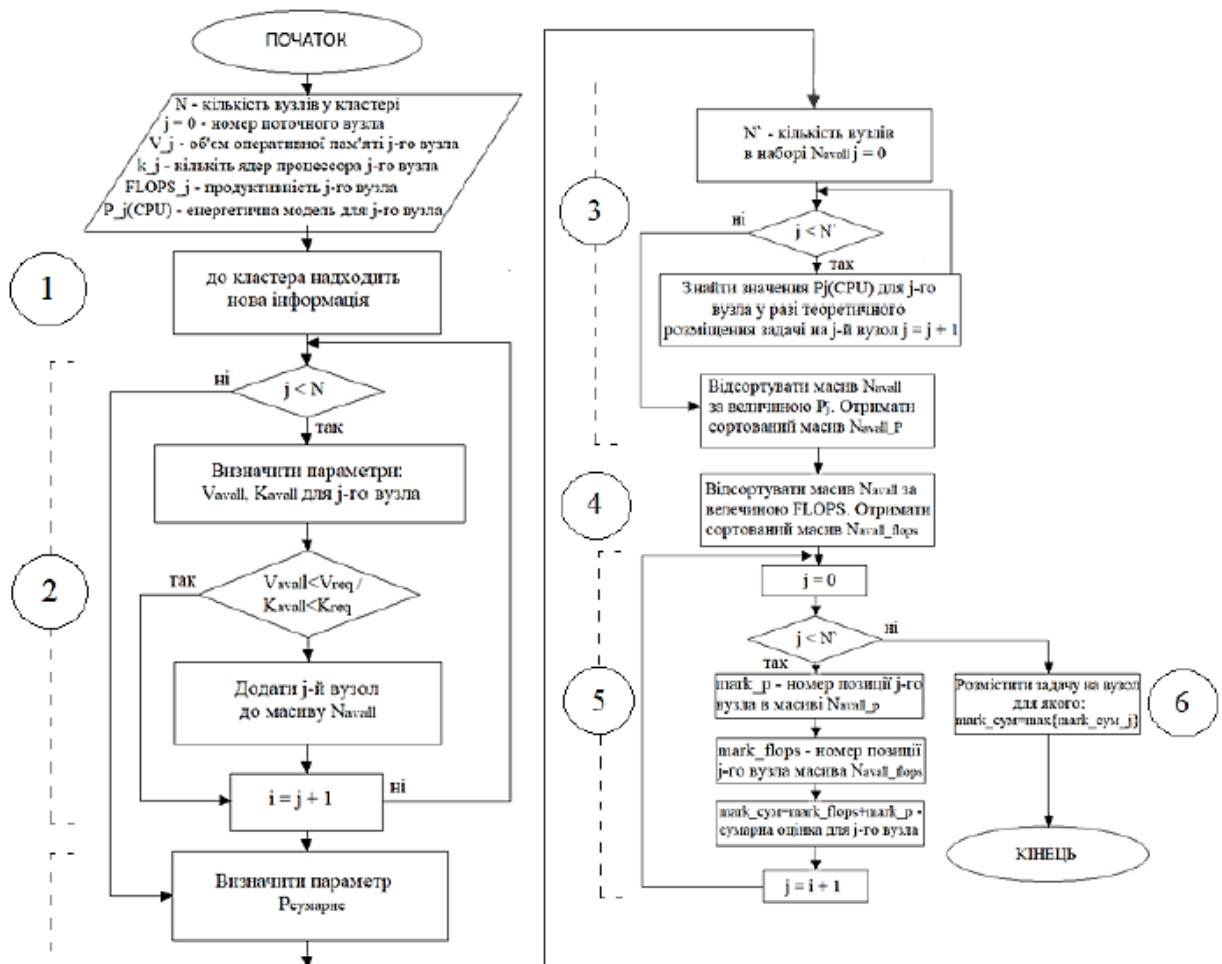 ПОЧАТОК
N - кількість вузлів у кластері
j = 0 - номер поточного вузла
V_j - об'єм оперативної пам'яті j-го вузла
k_j - кількіть ядер процессора j-го вузла
FLOPS_j - продуктивність j-го вузла
P_j(CPU) - енергетична модель для j-го вузла
1
до кластера надходить
нова інформація
j < N
ні
так
2
Визначити параметри:
Vavall, Kavall для j-го вузла
так
Vavall<Vreq /
Kavall<Kreq
Додати j-й вузол
до масиву Navall
i = j + 1
ні
Визначити параметр
Pсумарне
3
N` - кількість вузлів
в наборі Navall j = 0
ні
j < N`
так
Знайти значення Pj(CPU) для j-го
вузла у разі теоретичного
розміщення задачі на j-й вузол j = j + 1
Відсортувати масив Navall
за величиною Pj. Отримати
сортований масив Navall_P
4
Відсортувати масив Navall за
велечиною FLOPS. Отримати
сортований масив Navall_flops
5
j = 0
j < N`
ні
так
mark_p - номер позиції j-го
вузла в масиві Navall_p
mark_flops - номер позиції
j-го вузла масива Navall_flops
mark_сум=mark_flops+mark_p -
сумарна оцінка для j-го вузла
j = i + 1
6
Розмістити задачу на вузол
для якого:
mark_сум=max{mark_сум_j}
КІНЕЦЬ